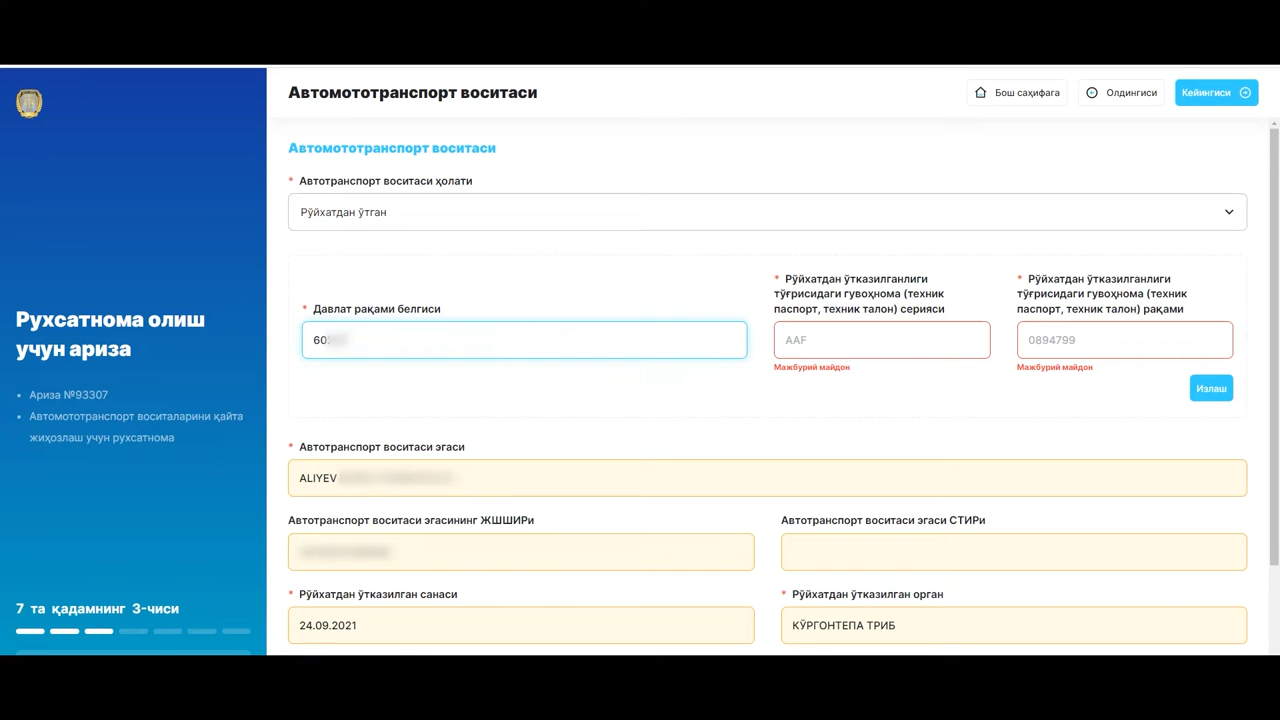 Автомототранспорт воситаси
Бош саҳифага
Олдингиси
Кейингиси
Автомототранспорт воситаси
* Автотранспорт воситаси ҳолати
Рўйхатдан ўтган
* Давлат рақами белгиси
60
* Рўйхатдан ўтказилганлиги
тўғрисидаги гувоҳнома (техник
паспорт, техник талон) серияси
AAF
Мажбурий майдон
* Рўйхатдан ўтказилганлиги
тўғрисидаги гувоҳнома (техник
паспорт, техник талон) рақами
0894799
Мажбурий майдон
Излаш
* Автотранспорт воситаси эгаси
ALIYEV
Автотранспорт воситаси эгасининг ЖШШИРи
Автотранспорт воситаси эгаси СТИРи
* Рўйхатдан ўтказилган санаси
24.09.2021
* Рўйхатдан ўтказилган орган
КЎРГОНТЕПА ТРИБ
Рухсатнома олиш
учун ариза
• Ариза №93307
• Автомототранспорт воситаларини қайта
жиҳозлаш учун рухсатнома
7 та қадамнинг 3-чиси